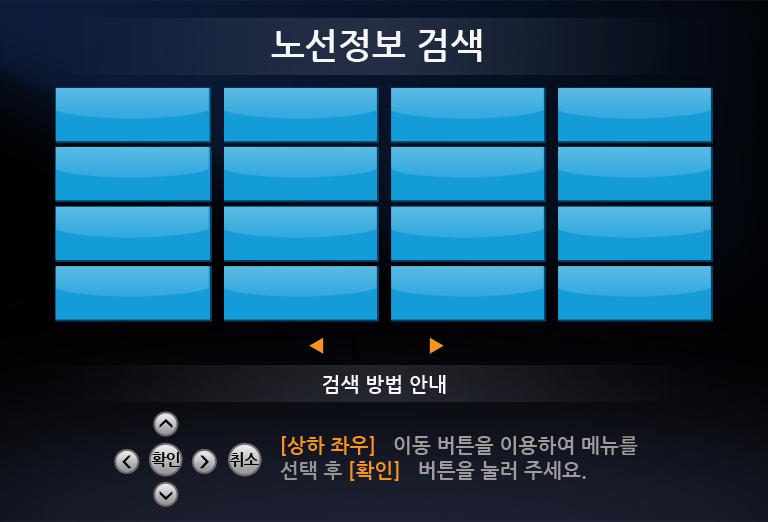 노선정보 검색
검색 방법 안내
확인
취소
[상하 좌우] 이동 버튼을 이용하여 메뉴를
선택 후 [확인] 버튼을 눌러 주세요.